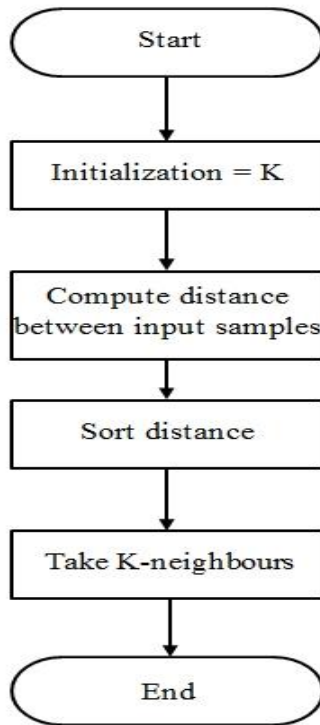 Start
Initialization = K
Compute distance
between input samples
Sort distance
Take K-neighbours
End